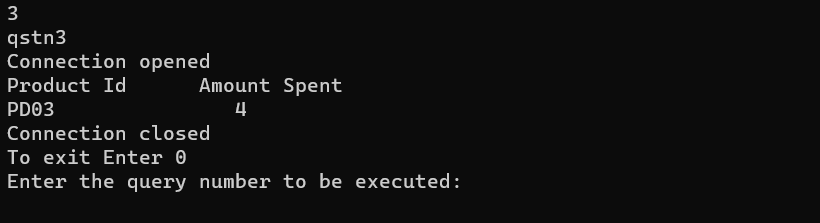 3
qstn3
Connection opened
Product Id      Amount Spent
PD03               4
Connection closed
To exit Enter 0
Enter the query number to be executed: